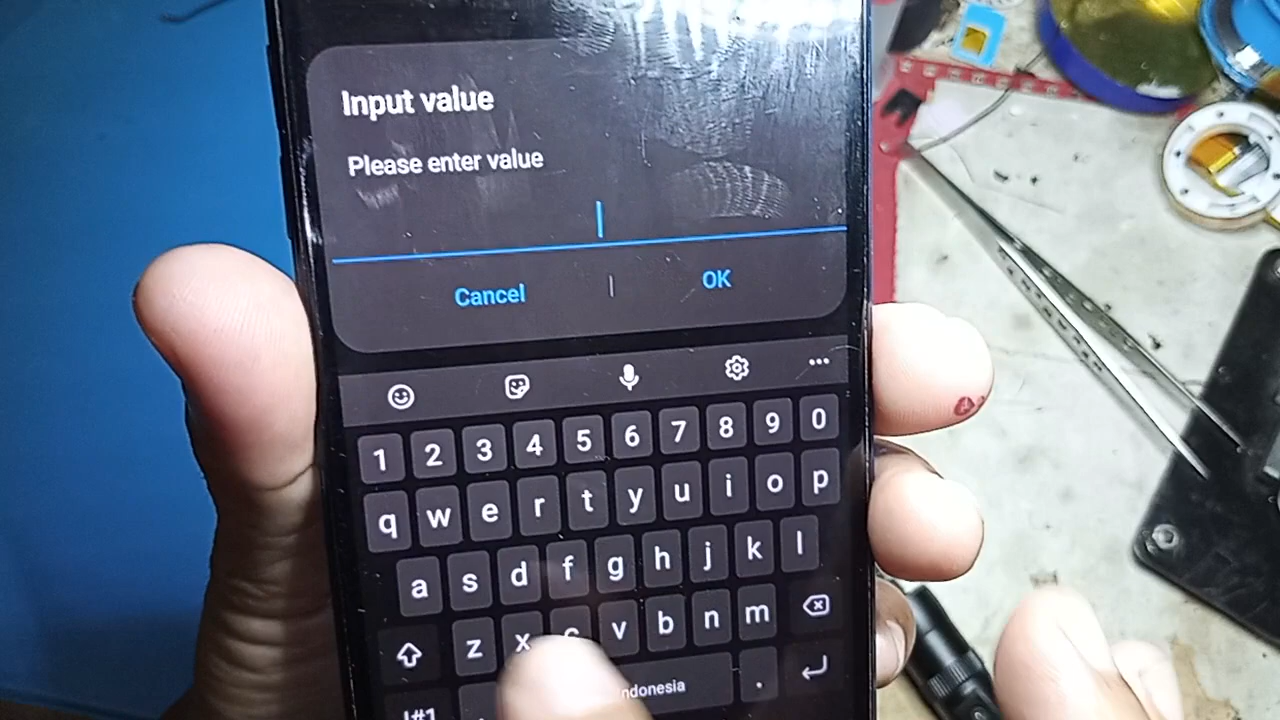 Input value
Please enter value
Cancel | OK
1 2 3 4 5 6 7 8 9 0
q w e r t y u i o p
a s d f g h j k l
z x c v b n m
!#1 Indonesia .